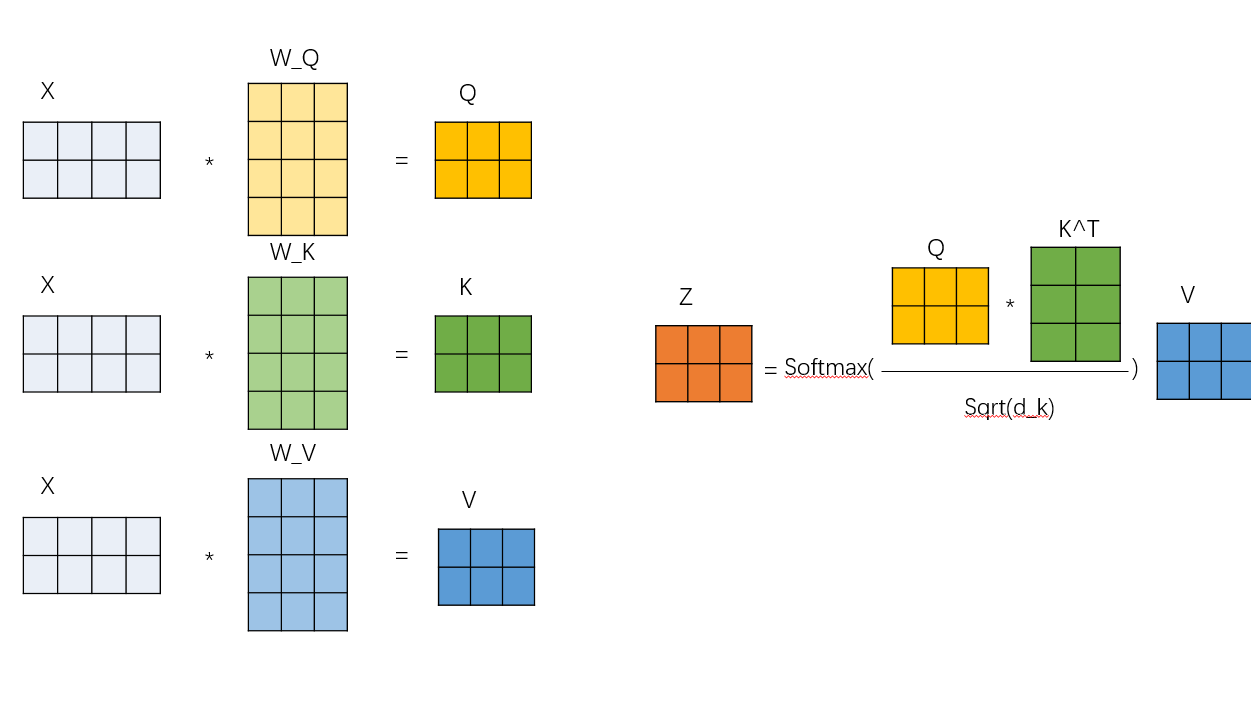 W_Q
X
Q
* =
W_K
X
K
* =
W_V
X
V
* =
K^T
Q
*
Z
V
= Softmax( )
Sqrt(d_k)